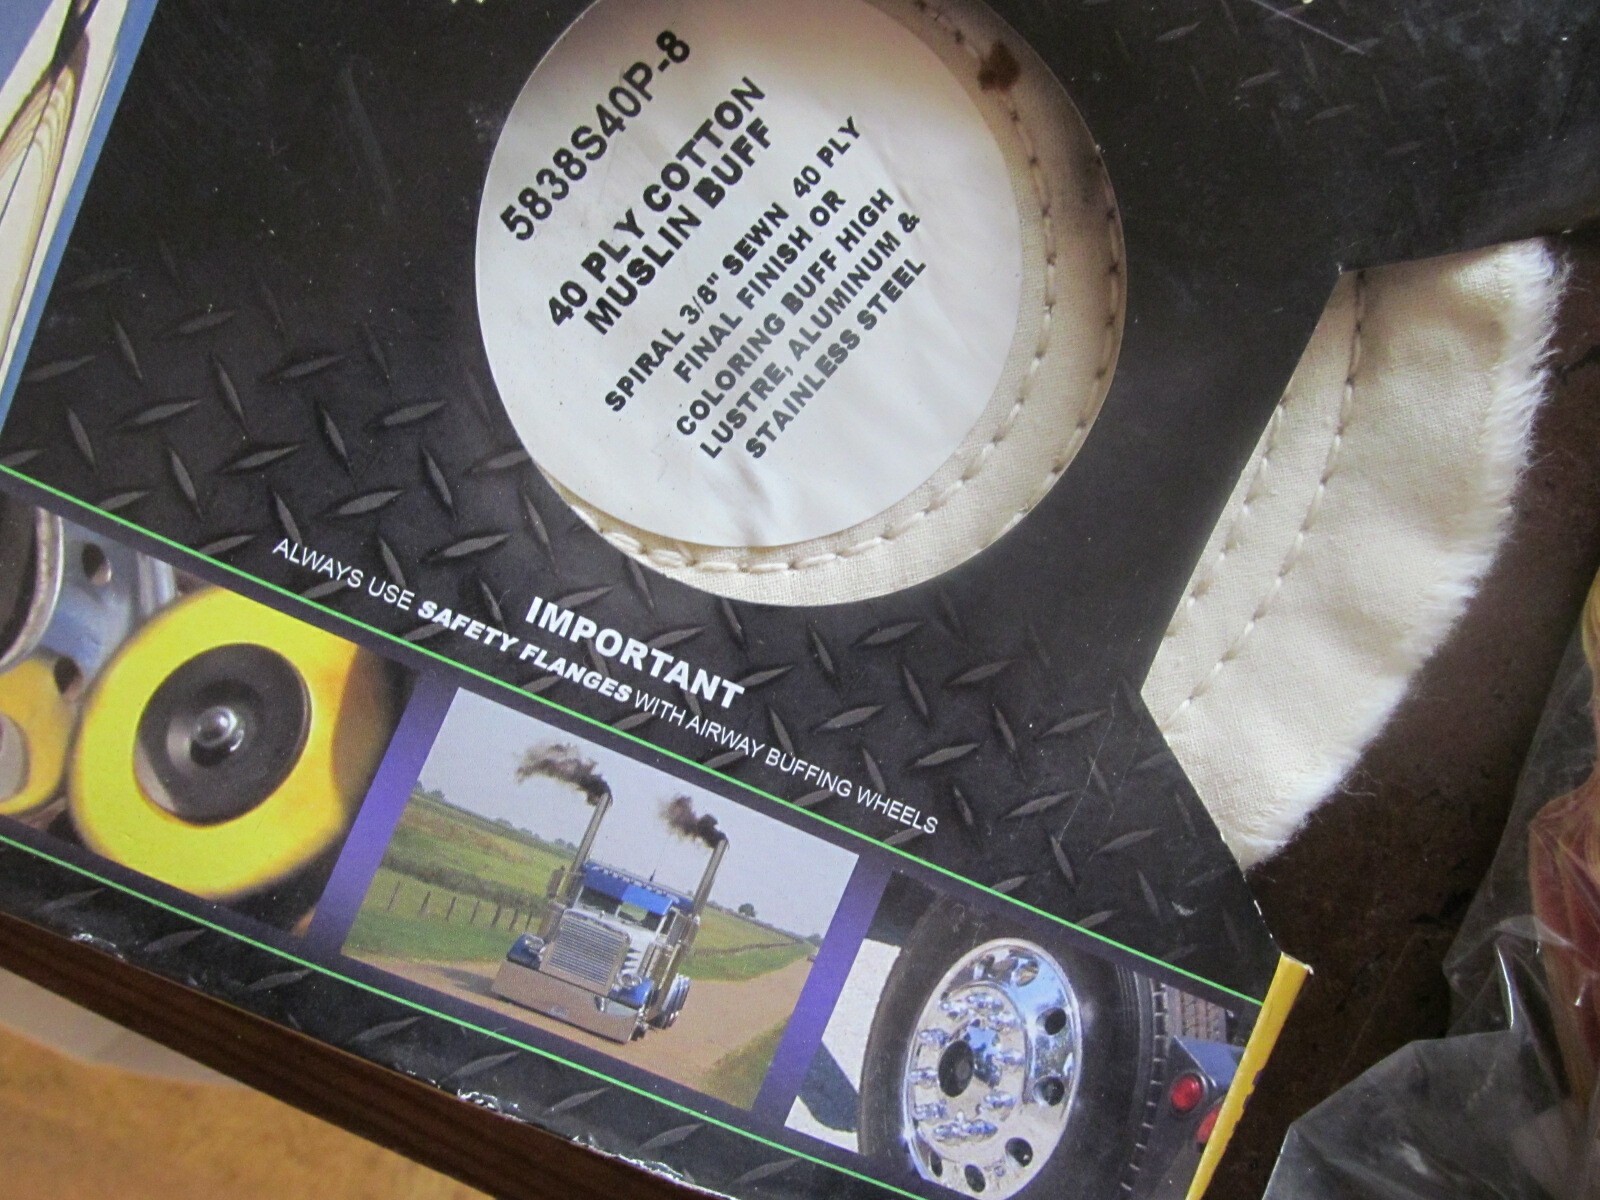 5838S40P-8
40 PLY COTTON
MUSLIN BUFF
SPIRAL 3/8" SEWN 40 PLY
FINAL FINISH OR
COLORING BUFF HIGH
LUSTRE, ALUMINUM &
STAINLESS STEEL
IMPORTANT
ALWAYS USE SAFETY FLANGES WITH AIRWAY BUFFING WHEELS